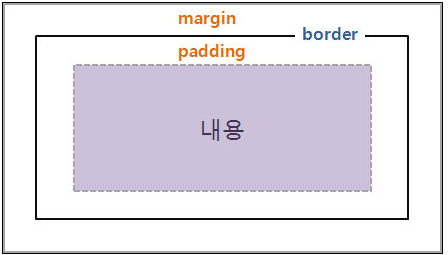 margin
border
padding
내용